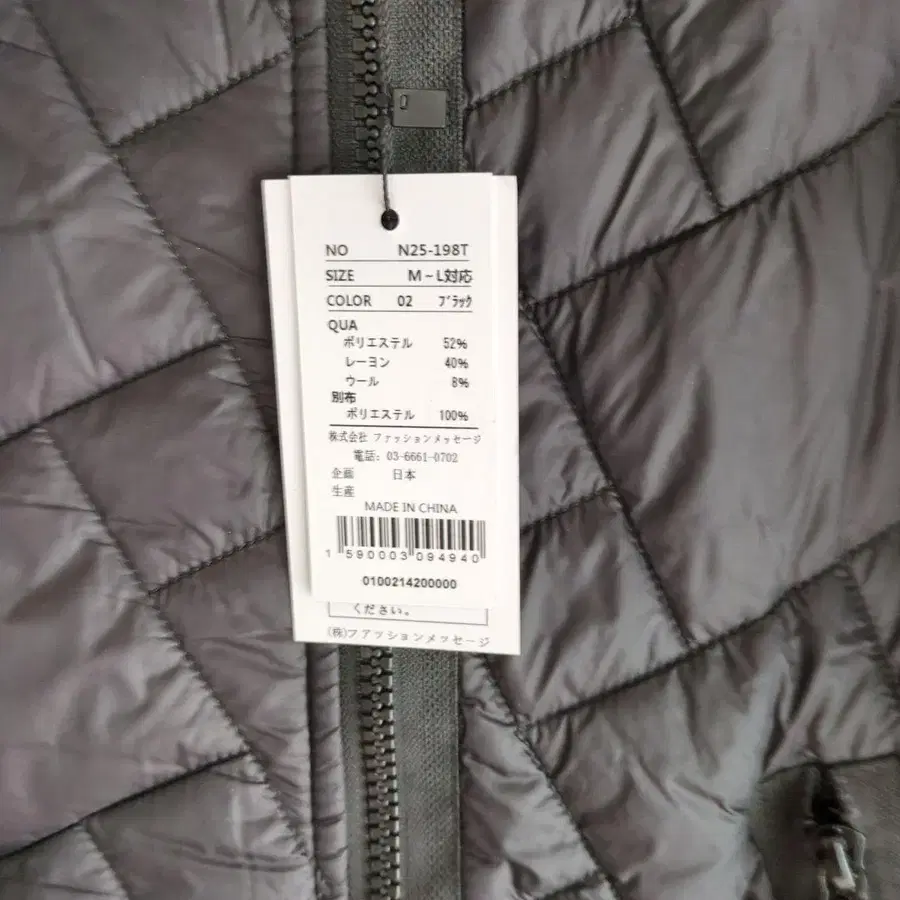 NO N25-198T
SIZE M～L対応
COLOR 02 ﾌﾞﾗｯｸ
QUA
ポリエステル 52%
レーヨン 40%
ウール 8%
別布
ポリエステル 100%
株式会社 ファッションメッセージ
電話: 03-6661-0702
企画 日本
生産
MADE IN CHINA
1 590003 094940
0100214200000
ください。
(株)ファッションメッセージ